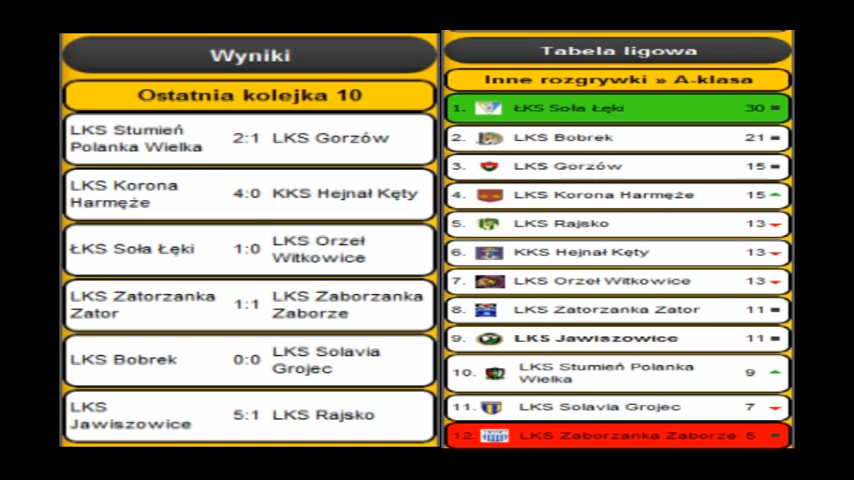 Wyniki
Ostatnia kolejka 10
LKS Stumień
Polanka Wielka
2:1
LKS Gorzów
LKS Korona
Harmęże
4:0
KKS Hejnał Kęty
ŁKS Soła Łęki
1:0
LKS Orzeł
Witkowice
LKS Zatorzanka
Zator
1:1
LKS Zaborzanka
Zaborze
LKS Bobrek
0:0
LKS Solavia
Grojec
LKS
Jawiszowice
5:1
LKS Rajsko
Tabela ligowa
Inne rozgrywki » A-klasa
1. ŁKS Soła Łęki 30
2. LKS Bobrek 21
3. LKS Gorzów 15
4. LKS Korona Harmęże 15
5. LKS Rajsko 13
6. KKS Hejnał Kęty 13
7. LKS Orzeł Witkowice 13
8. LKS Zatorzanka Zator 11
9. LKS Jawiszowice 11
10. LKS Stumień Polanka
Wielka 9
11. LKS Solavia Grojec 7
12. LKS Zaborzanka Zaborze 5